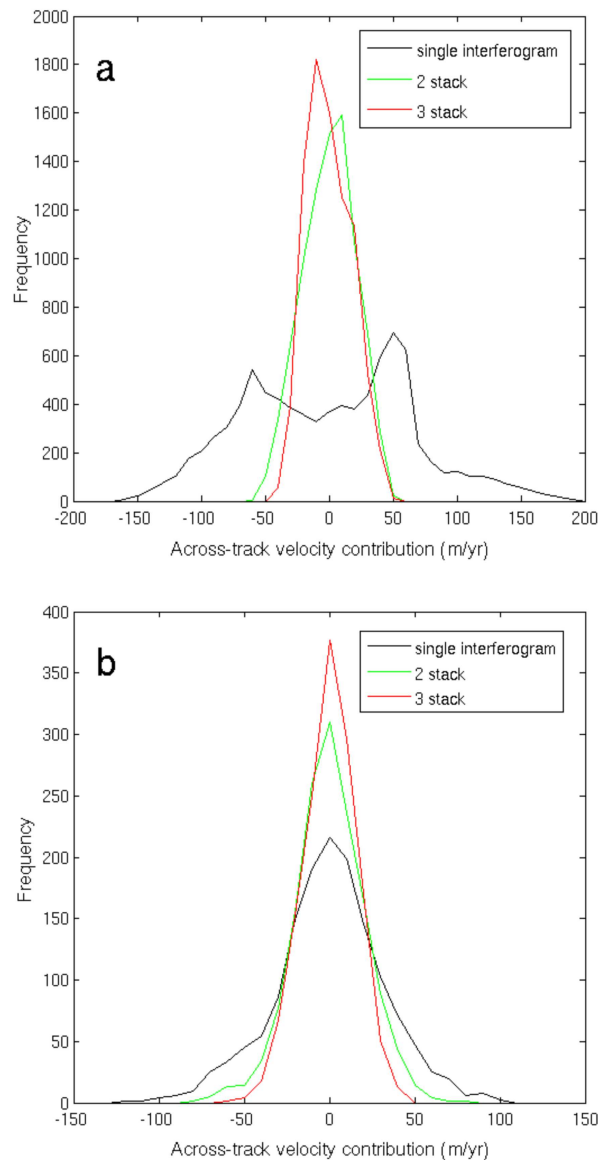 2000
1800
1600
1400
1200
1000
800
600
400
200
0
Frequency
a
single interferogram
2 stack
3 stack
-200 -150 -100 -50 0 50 100 150 200
Across-track velocity contribution (m/yr)
400
350
300
250
200
150
100
50
0
Frequency
b
single interferogram
2 stack
3 stack
-150 -100 -50 0 50 100 150
Across-track velocity contribution (m/yr)